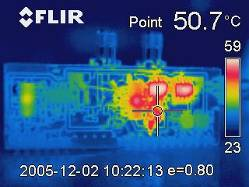 FLIR Point 50.7°C
59
23
2005-12-02 10:22:13 e=0.80